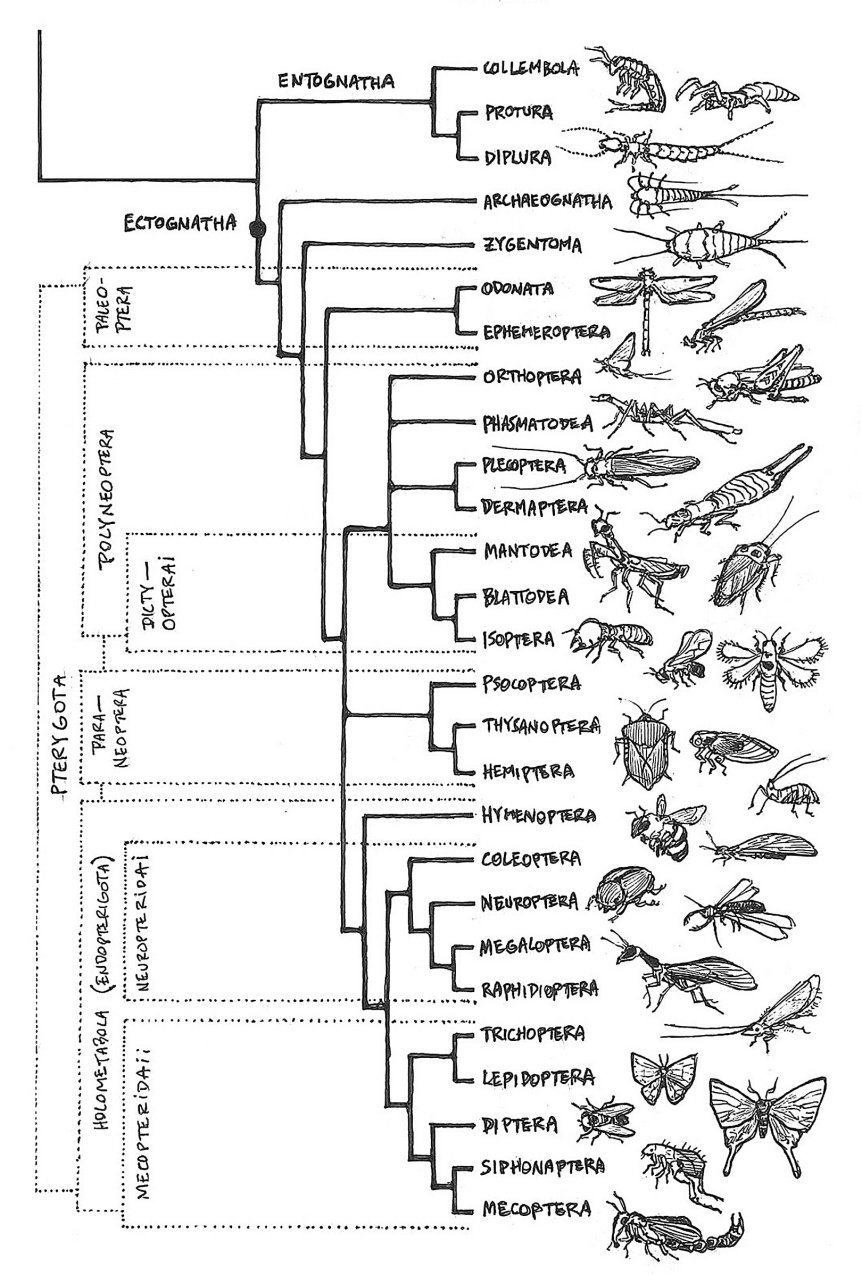 ENTOGNATHA
COLLEMBOLA
PROTURA
DIPLURA
ECTOGNATHA
ARCHAEOGNATHA
ZYGENTOMA
PALEO-
PTERA
ODONATA
EPHEMEROPTERA
POLYNEOPTERA
ORTHOPTERA
PHASMATODEA
PLECOPTERA
DERMAPTERA
DICTY-
OPTERAi
MANTODEA
BLATTODEA
ISOPTERA
PTERYGOTA
PARA-
NEOPTERA
PSOCOPTERA
THYSANOPTERA
HEMIPTERA
HOLOMETABOLA (ENDOPTERIGOTA)
HYMENOPTERA
NEUROPTERIDAi
COLEOPTERA
NEUROPTERA
MEGALOPTERA
RAPHIDIOPTERA
MECOPTERIDAii
TRICHOPTERA
LEPIDOPTERA
DIPTERA
SIPHONAPTERA
MECOPTERA